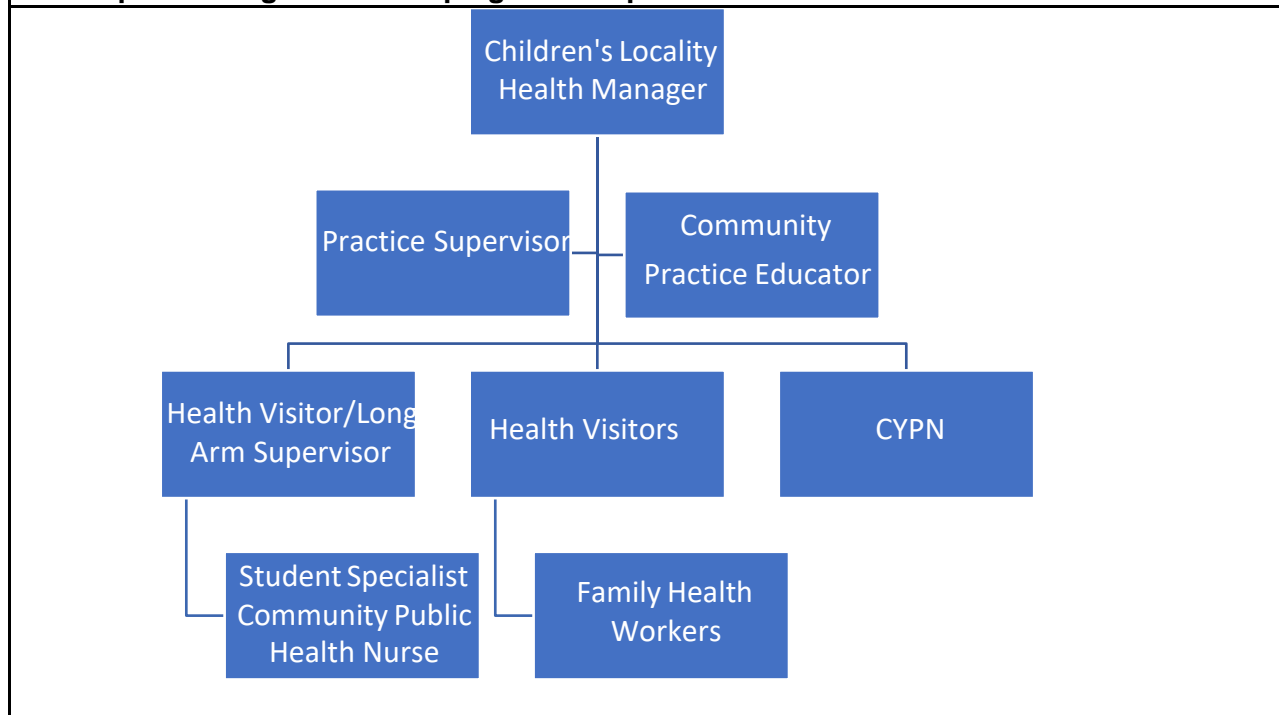 Children's Locality
Health Manager
Practice Supervisor
Community
Practice Educator
Health Visitor/Long
Arm Supervisor
Health Visitors
CYPN
Student Specialist
Community Public
Health Nurse
Family Health
Workers